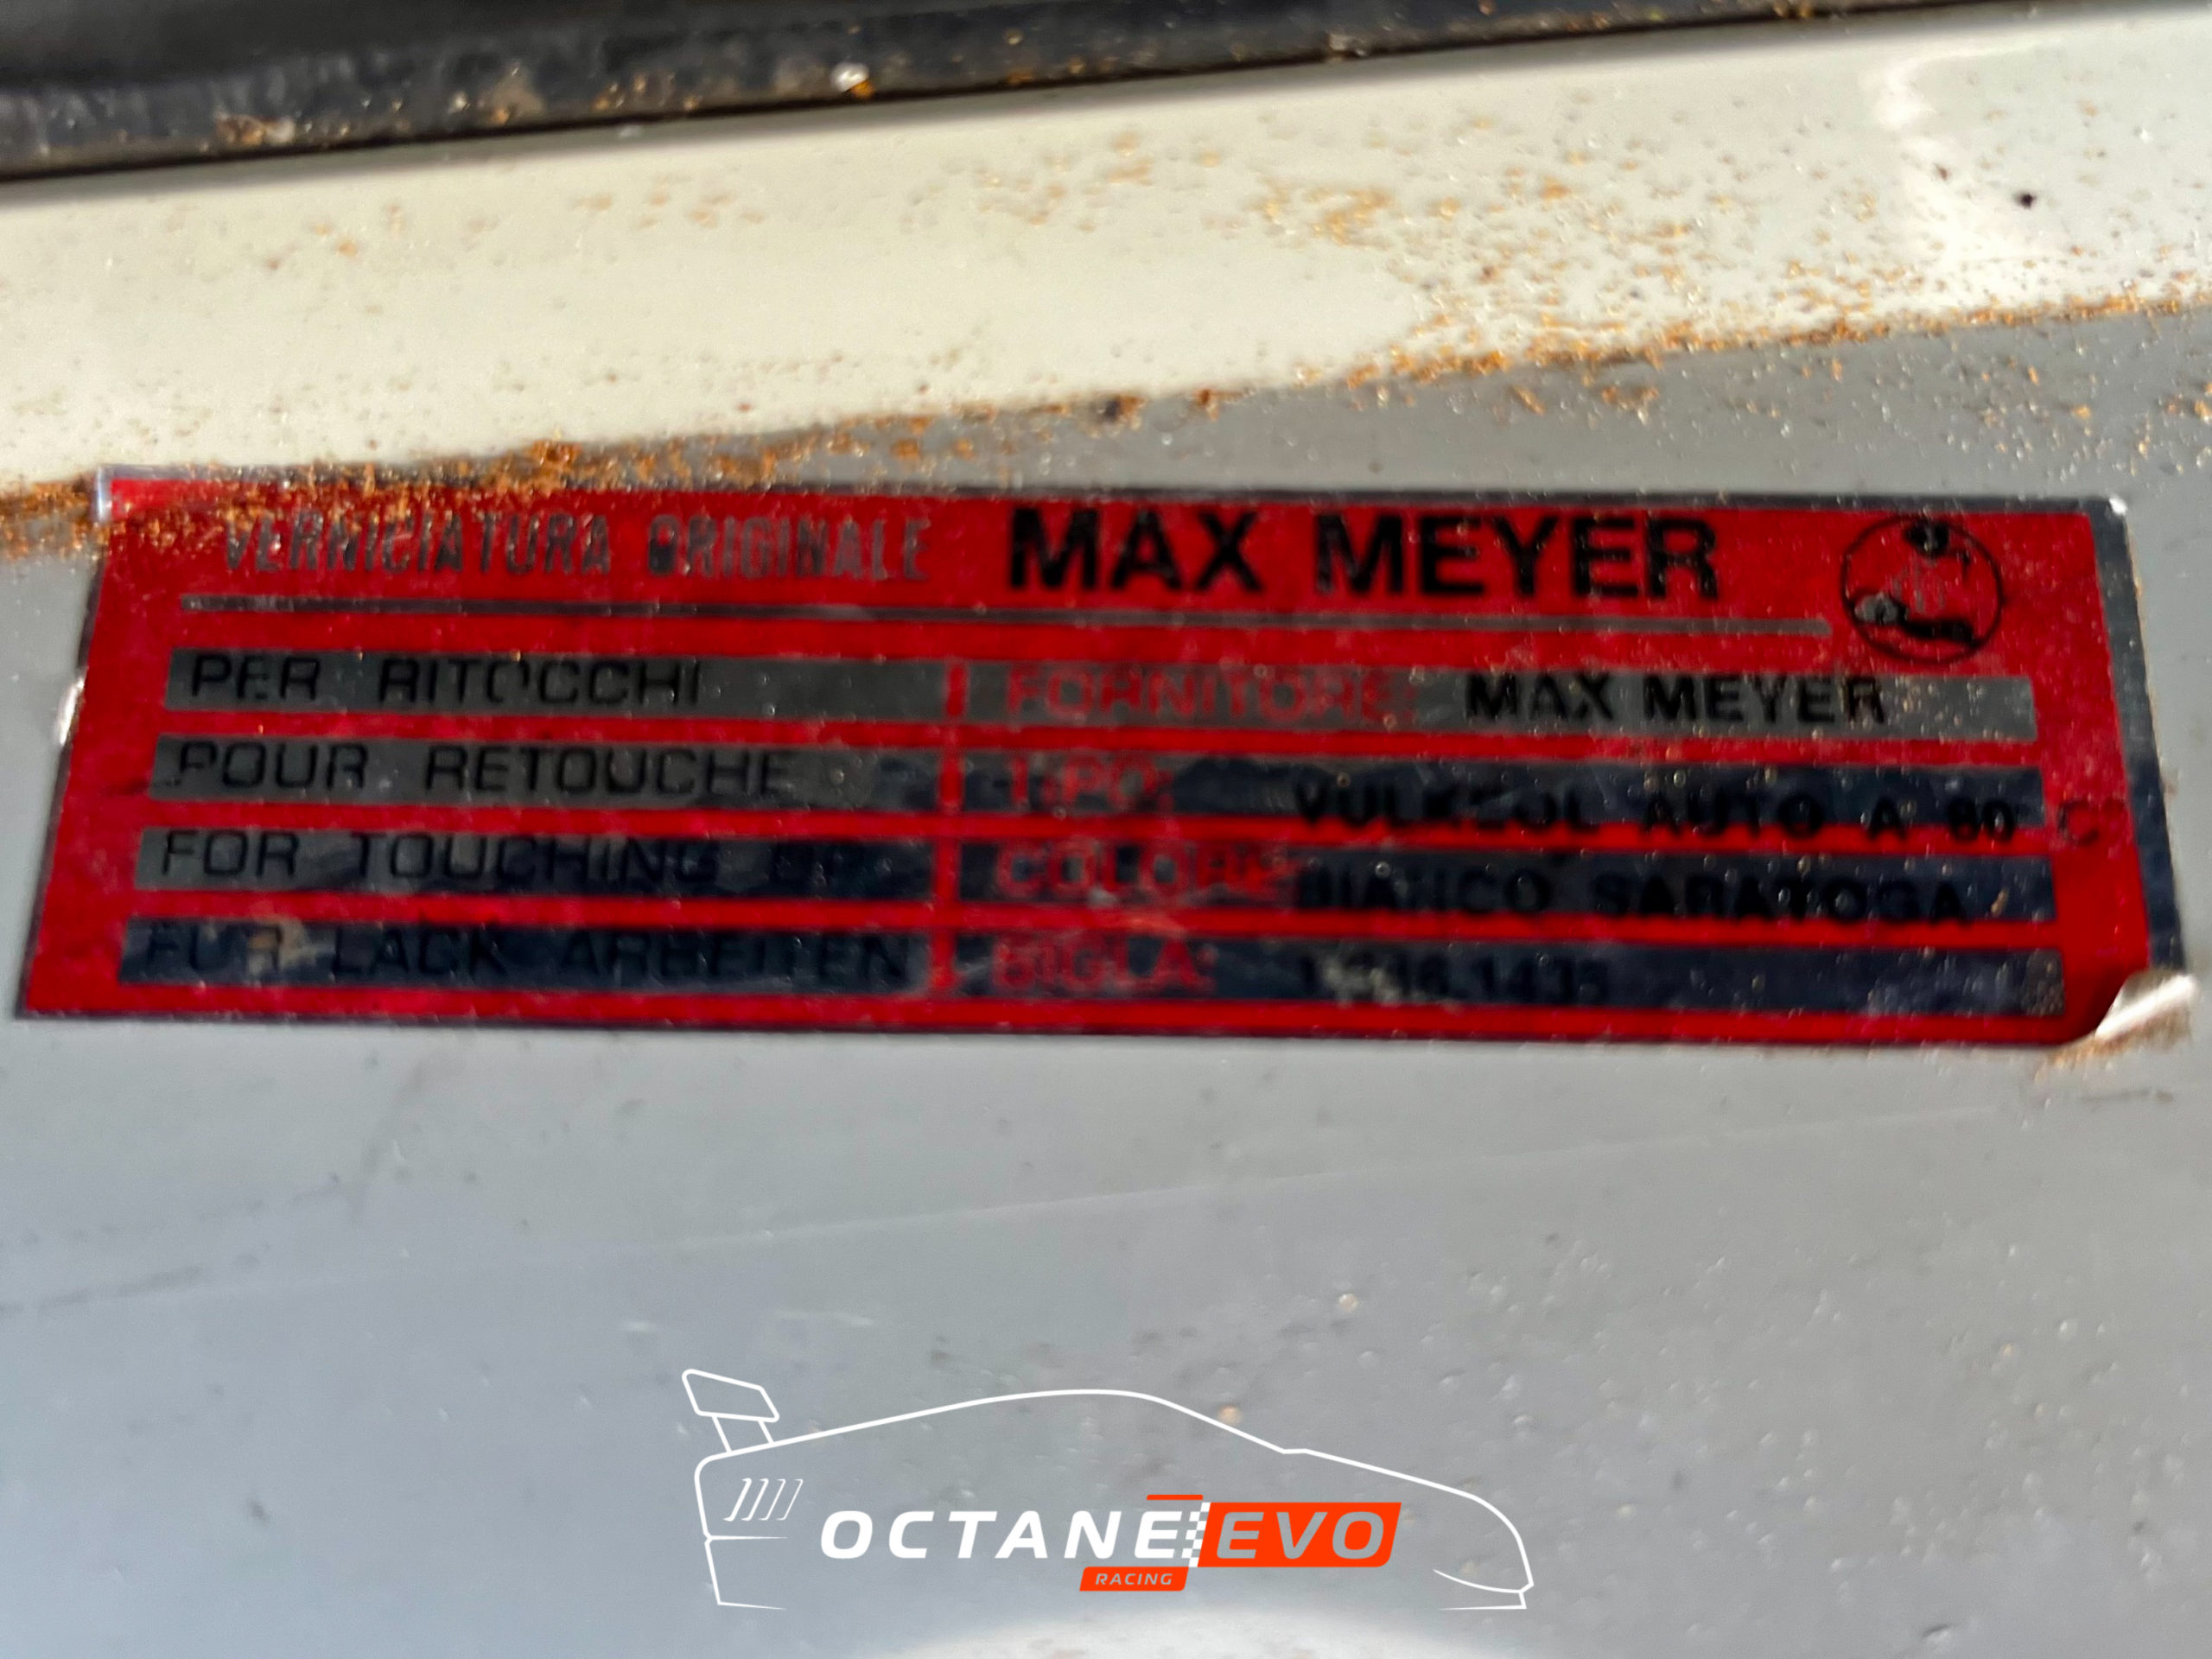 VERNICIATURA ORIGINALE MAX MEYER
PER RITOCCHI FORNITORE: MAX MEYER
POUR RETOUCHE TIPO: VULKSOL AUTO A 80 C°
FOR TOUCHING UP COLORE: BIANCO SARATOGA
FUR LACK ARBEITEN SIGLA:
OCTANE EVO
RACING